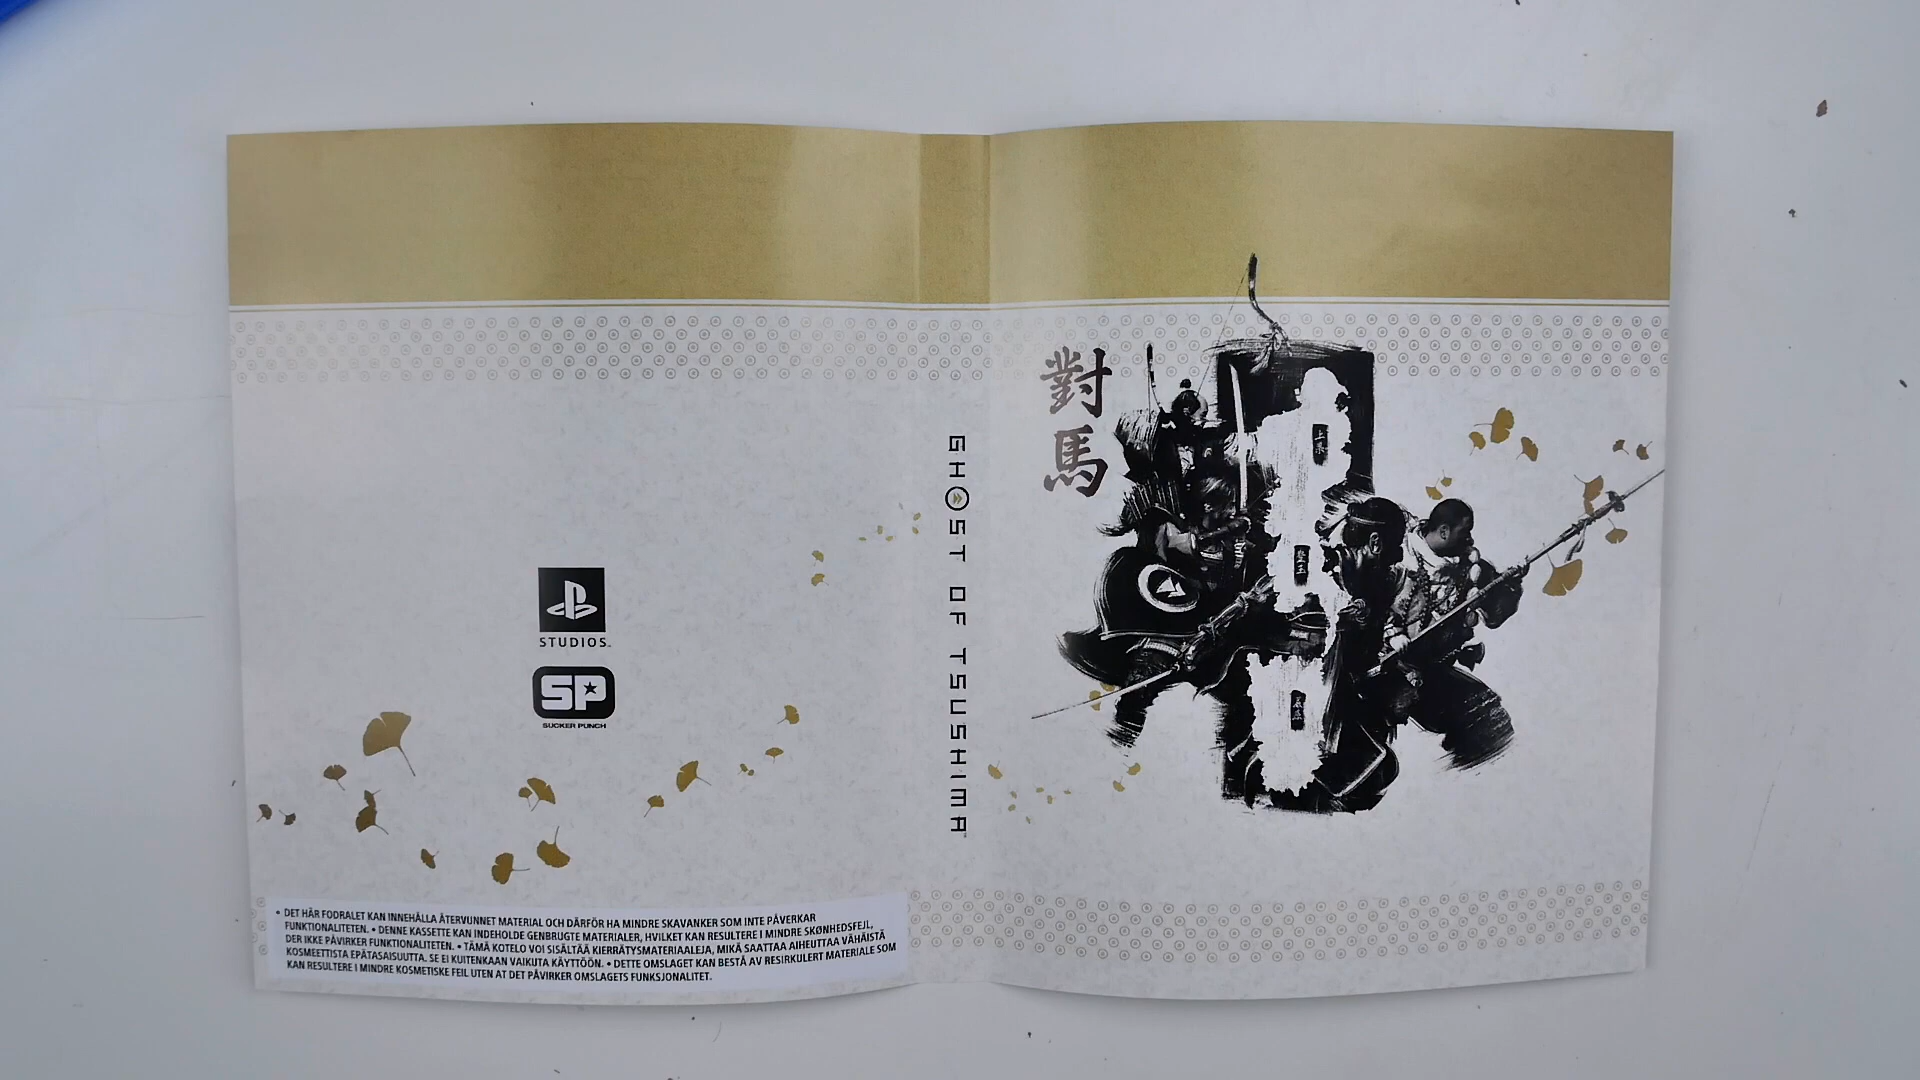 STUDIOS™
SP
SUCKER PUNCH
• DET HÄR FODRALET KAN INNEHÅLLA ÅTERVUNNET MATERIAL OCH DÄRFÖR HA MINDRE SKAVANKER SOM INTE PÅVERKAR
FUNKTIONALITETEN. • DENNE KASSETTE KAN INDEHOLDE GENBRUGTE MATERIALER, HVILKET KAN RESULTERE I MINDRE SKØNHEDSFEJL,
DER IKKE PÅVIRKER FUNKTIONALITETEN. • TÄMÄ KOTELO VOI SISÄLTÄÄ KIERRÄTYSMATERIAALEJA, MIKÄ SAATTAA AIHEUTTAA VÄHÄISTÄ
KOSMEETTISTA EPÄTASAISUUTTA. SE EI KUITENKAAN VAIKUTA KÄYTTÖÖN. • DETTE OMSLAGET KAN BESTÅ AV RESIRKULERT MATERIALE SOM
KAN RESULTERE I MINDRE KOSMETISKE FEIL UTEN AT DET PÅVIRKER OMSLAGETS FUNKSJONALITET.
GHOST OF TSUSHIMA
對馬